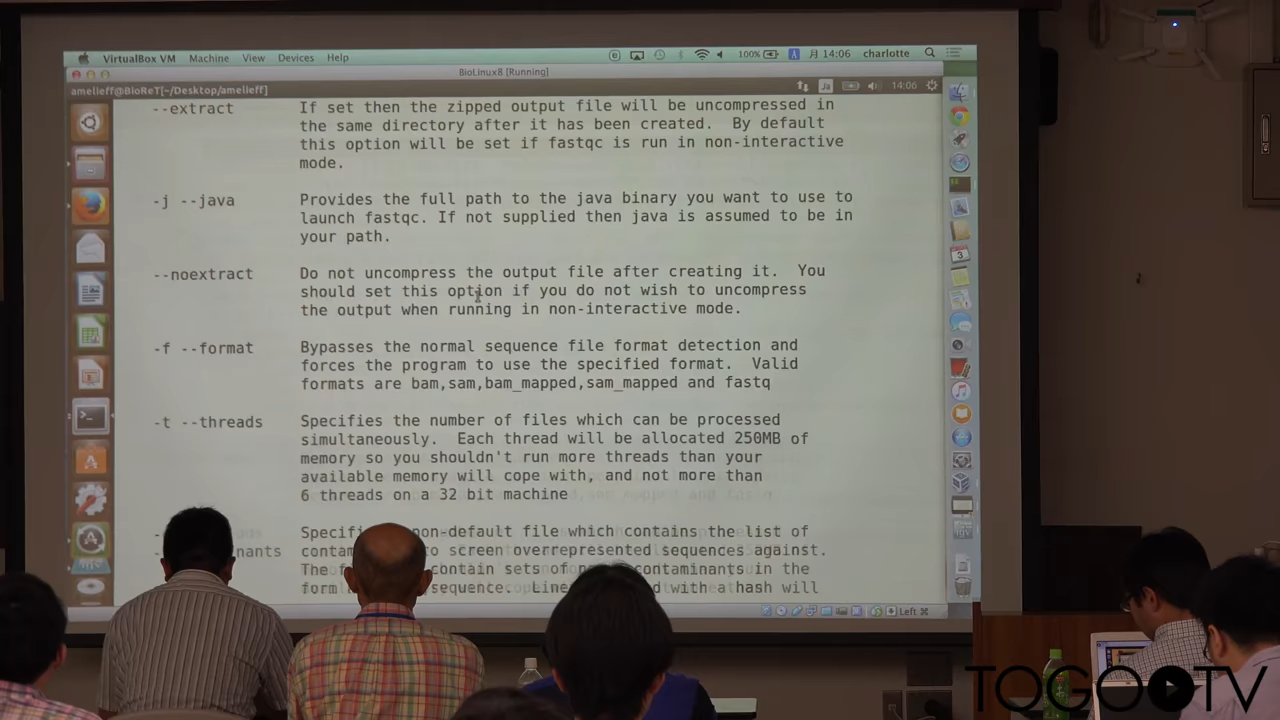 VirtualBox VM Machine View Devices Help 100% A 月 14:06 charlotte
BioLinux8 [Running]
amelieff@BioReT[~/Desktop/amelieff] Ja 14:06
--extract If set then the zipped output file will be uncompressed in
the same directory after it has been created. By default
this option will be set if fastqc is run in non-interactive
mode.
-j --java Provides the full path to the java binary you want to use to
launch fastqc. If not supplied then java is assumed to be in
your path.
--noextract Do not uncompress the output file after creating it. You
should set this option if you do not wish to uncompress
the output when running in non-interactive mode.
-f --format Bypasses the normal sequence file format detection and
forces the program to use the specified format. Valid
formats are bam,sam,bam_mapped,sam_mapped and fastq
-t --threads Specifies the number of files which can be processed
simultaneously. Each thread will be allocated 250MB of
memory so you shouldn't run more threads than your
available memory will cope with, and not more than
6 threads on a 32 bit machine
non-default file which contains the list of
screen overrepresented sequences against.
The contain sets of contaminants in the
sequence. with a hash will
Left ⌘
TOGO TV